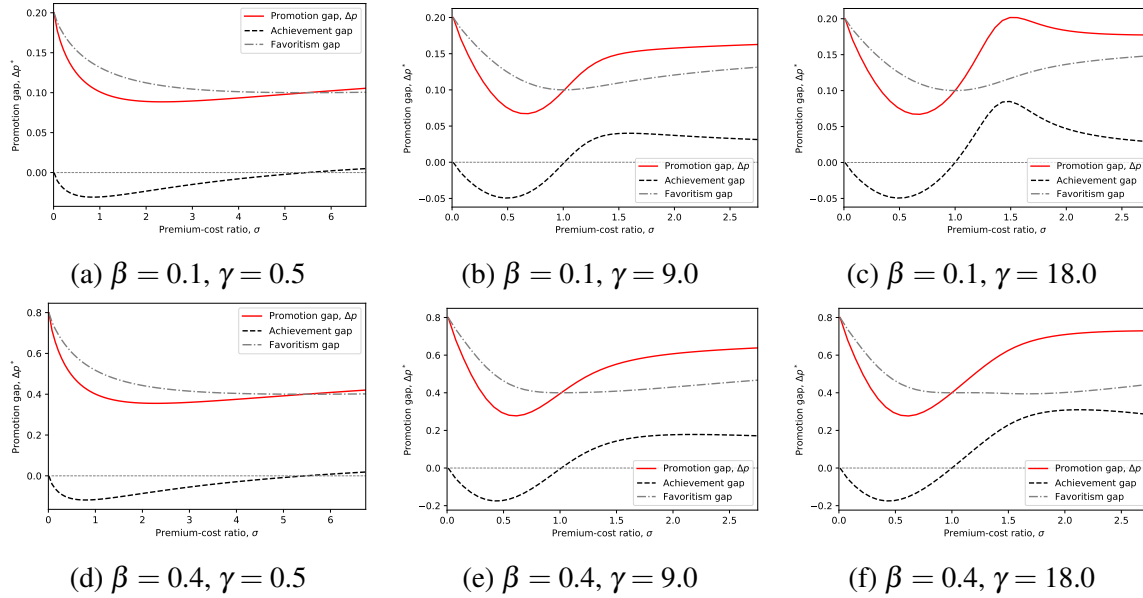 Promotion gap, Δp*
0.20
0.15
0.10
0.05
0.00
Promotion gap, Δp
Achievement gap
Favoritism gap
0 1 2 3 4 5 6
Premium-cost ratio, σ
(a) β = 0.1, γ = 0.5
Promotion gap, Δp*
0.20
0.15
0.10
0.05
0.00
−0.05
Promotion gap, Δp
Achievement gap
Favoritism gap
0.0 0.5 1.0 1.5 2.0 2.5
Premium-cost ratio, σ
(b) β = 0.1, γ = 9.0
Promotion gap, Δp*
0.20
0.15
0.10
0.05
0.00
−0.05
Promotion gap, Δp
Achievement gap
Favoritism gap
0.0 0.5 1.0 1.5 2.0 2.5
Premium-cost ratio, σ
(c) β = 0.1, γ = 18.0
Promotion gap, Δp*
0.8
0.6
0.4
0.2
0.0
Promotion gap, Δp
Achievement gap
Favoritism gap
0 1 2 3 4 5 6
Premium-cost ratio, σ
(d) β = 0.4, γ = 0.5
Promotion gap, Δp*
0.8
0.6
0.4
0.2
0.0
−0.2
Promotion gap, Δp
Achievement gap
Favoritism gap
0.0 0.5 1.0 1.5 2.0 2.5
Premium-cost ratio, σ
(e) β = 0.4, γ = 9.0
Promotion gap, Δp*
0.8
0.6
0.4
0.2
0.0
−0.2
Promotion gap, Δp
Achievement gap
Favoritism gap
0.0 0.5 1.0 1.5 2.0 2.5
Premium-cost ratio, σ
(f) β = 0.4, γ = 18.0